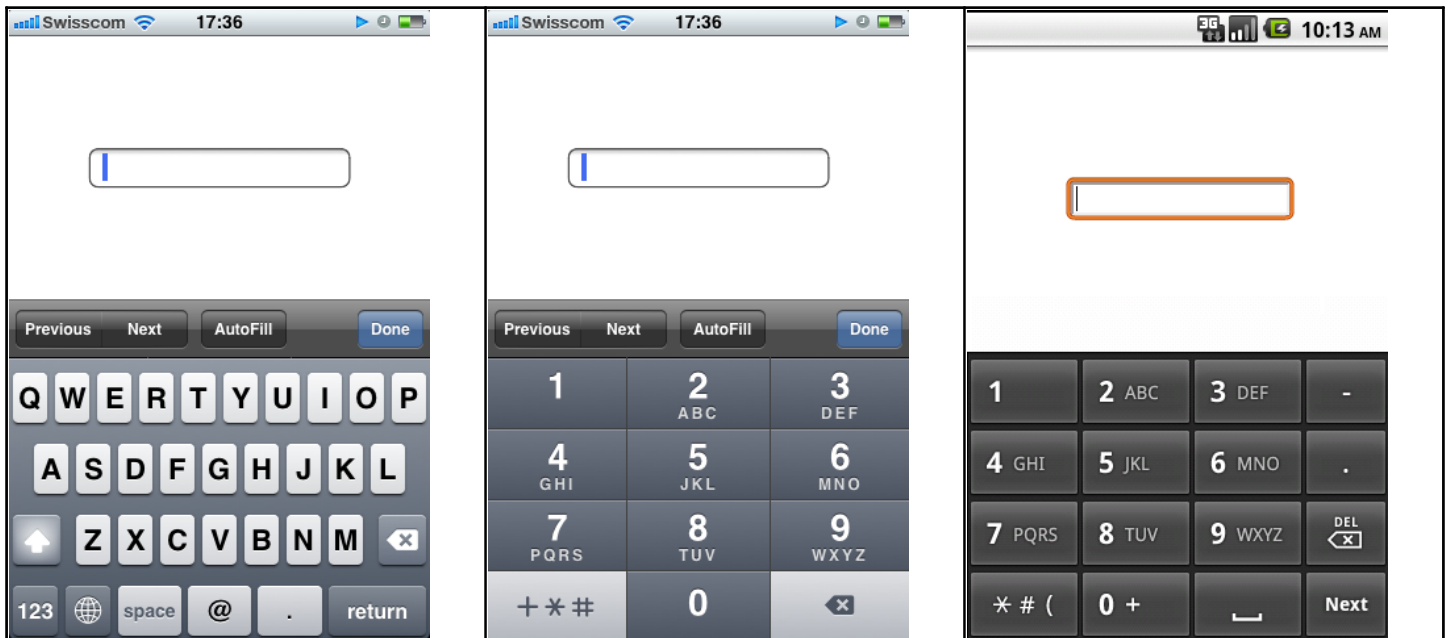 Swisscom 17:36
Previous Next AutoFill Done
Q W E R T Y U I O P
A S D F G H J K L
Z X C V B N M
123 space @ . return
Swisscom 17:36
Previous Next AutoFill Done
1 2 3
ABC DEF
4 5 6
GHI JKL MNO
7 8 9
PQRS TUV WXYZ
+*# 0
3G 10:13 AM
1 2 ABC 3 DEF -
4 GHI 5 JKL 6 MNO .
7 PQRS 8 TUV 9 WXYZ DEL
* # ( 0 + Next